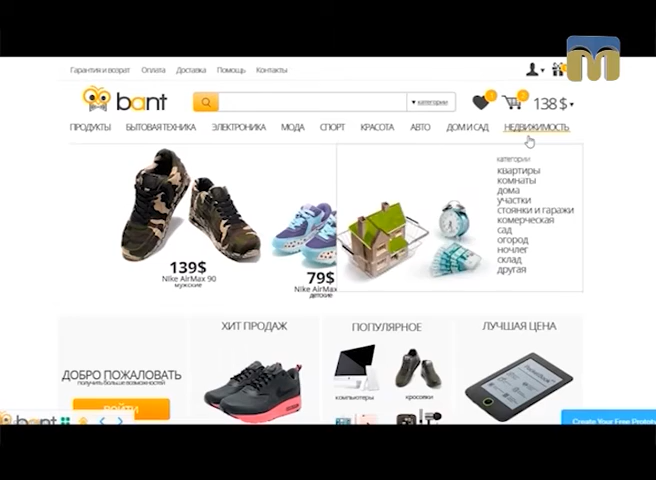 Гарантия и возврат Оплата Доставка Помощь Контакты
bant
категории
138 $
ПРОДУКТЫ БЫТОВАЯ ТЕХНИКА ЭЛЕКТРОНИКА МОДА СПОРТ КРАСОТА АВТО ДОМ И САД НЕДВИЖИМОСТЬ
категории
квартиры
комнаты
дома
участки
стоянки и гаражи
комерческая
сад
огород
ночлег
склад
другая
139$
Nike AirMax 90
мужские
79$
Nike AirMax
детские
ДОБРО ПОЖАЛОВАТЬ
получить больше возможностей
ВОЙТИ
ХИТ ПРОДАЖ
ПОПУЛЯРНОЕ
компьютеры кроссовки
ЛУЧШАЯ ЦЕНА
bant
Create Your Free